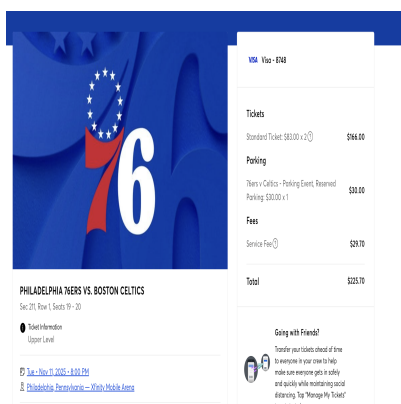 76
PHILADELPHIA 76ERS VS. BOSTON CELTICS
Sec 211, Row 1, Seats 19 - 20
Ticket Information
Upper Level
Tue • Nov 11, 2025 • 8:00 PM
Philadelphia, Pennsylvania — Xfinity Mobile Arena
VISA Visa - 8748
Tickets
Standard Ticket: $83.00 x 2 $166.00
Parking
76ers v Celtics - Parking Event, Reserved
Parking: $30.00 x 1 $30.00
Fees
Service Fee $29.70
Total $225.70
Going with Friends?
Transfer your tickets ahead of time
to everyone in your crew to help
make sure everyone gets in safely
and quickly while maintaining social
distancing. Tap "Manage My Tickets"